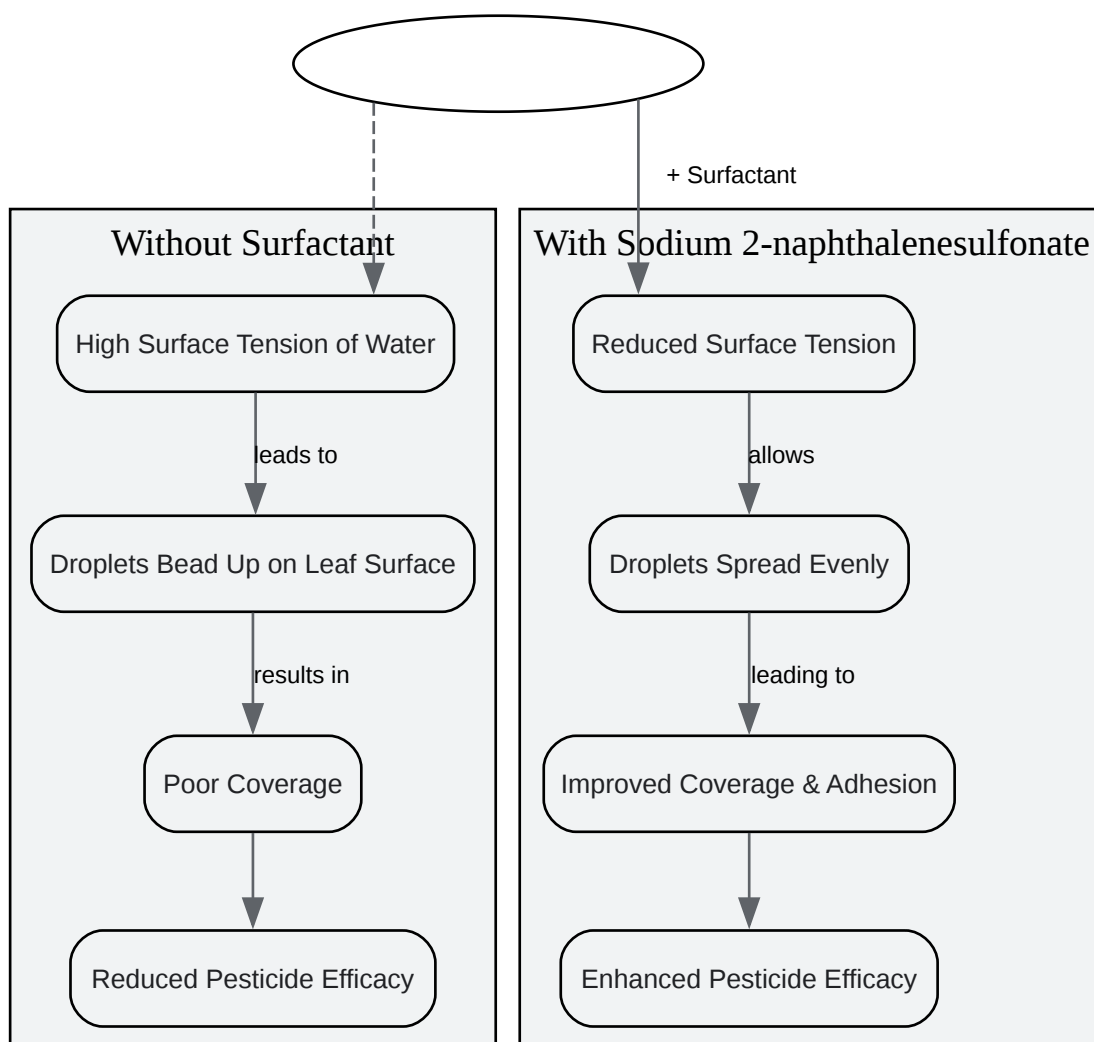 + Surfactant
Without Surfactant
High Surface Tension of Water
leads to
Droplets Bead Up on Leaf Surface
results in
Poor Coverage
Reduced Pesticide Efficacy
With Sodium 2-naphthalenesulfonate
Reduced Surface Tension
allows
Droplets Spread Evenly
leading to
Improved Coverage & Adhesion
Enhanced Pesticide Efficacy